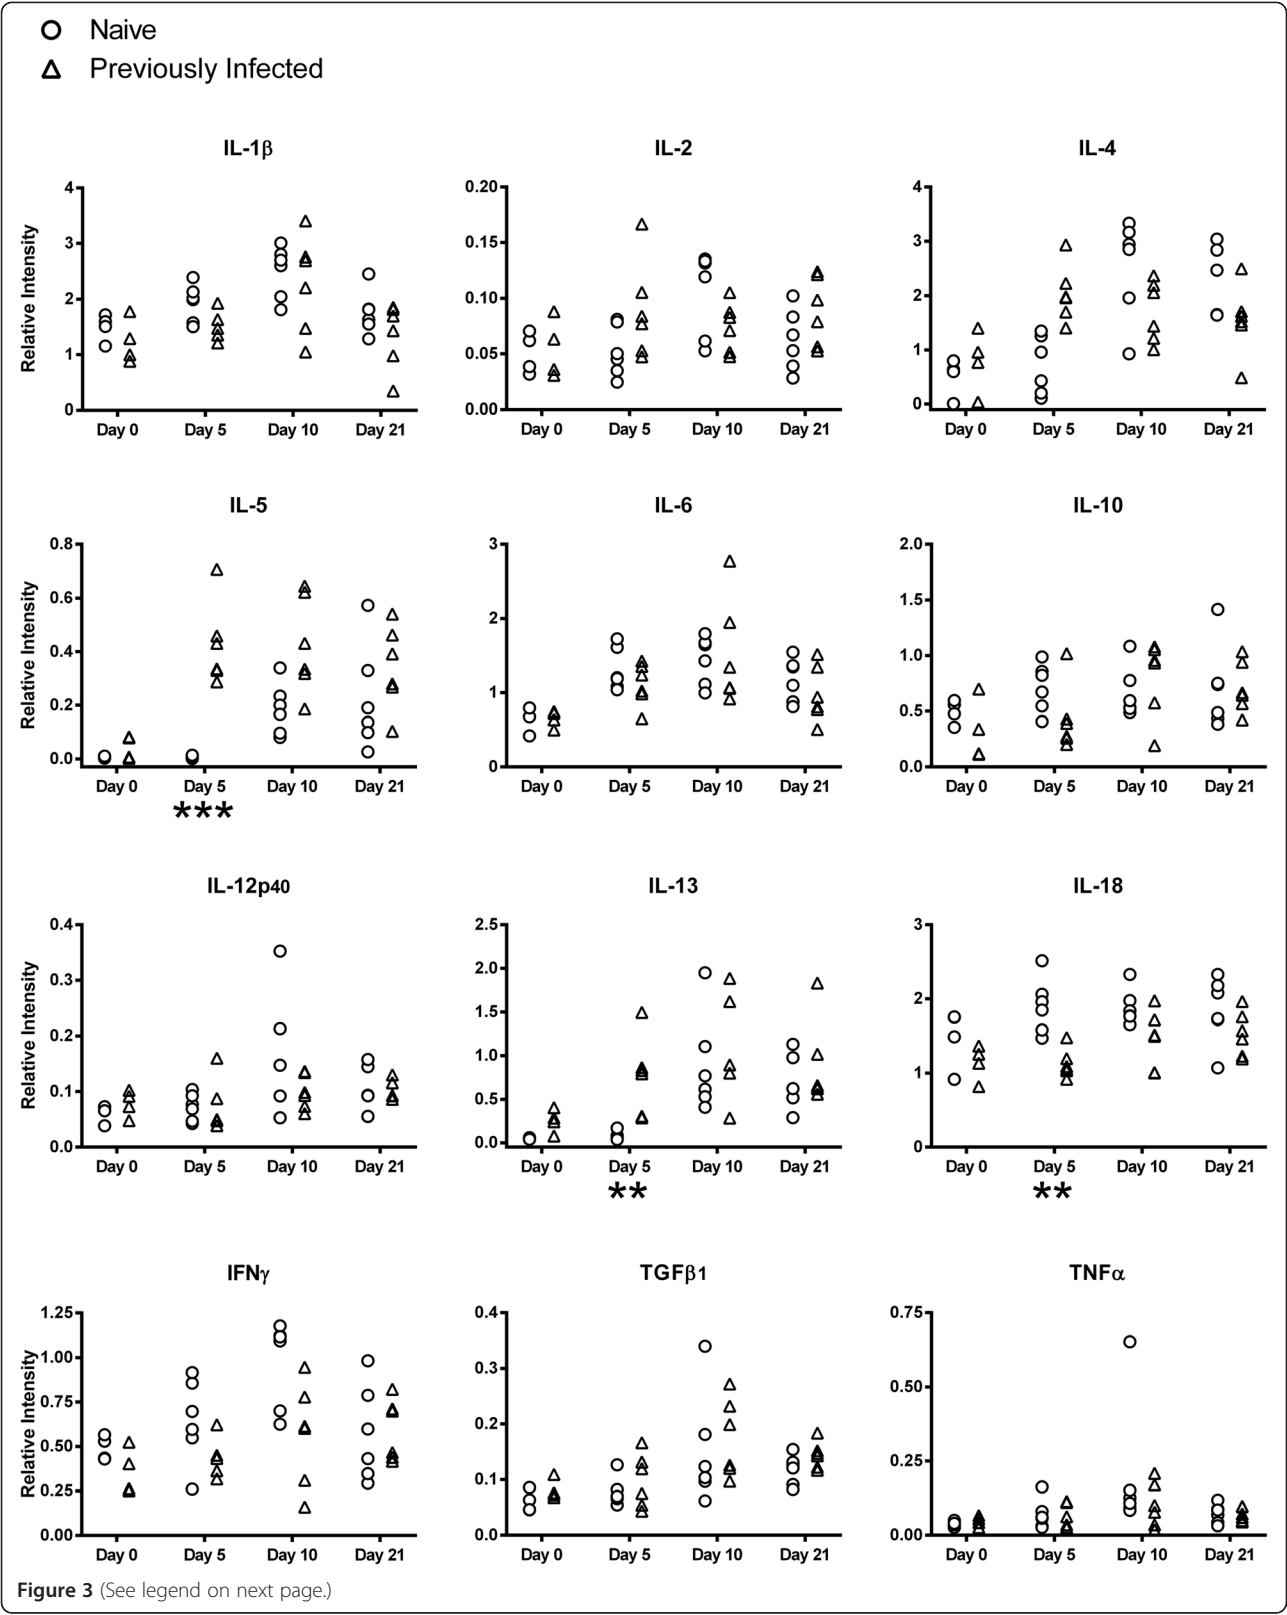 Naive
Previously Infected
IL-1β IL-2 IL-4
Relative Intensity
4
3
2
1
0
Day 0 Day 5 Day 10 Day 21
0.20
0.15
0.10
0.05
0.00
Day 0 Day 5 Day 10 Day 21
4
3
2
1
0
Day 0 Day 5 Day 10 Day 21
IL-5 IL-6 IL-10
Relative Intensity
0.8
0.6
0.4
0.2
0.0
Day 0 Day 5 Day 10 Day 21
***
3
2
1
0
Day 0 Day 5 Day 10 Day 21
2.0
1.5
1.0
0.5
0.0
Day 0 Day 5 Day 10 Day 21
IL-12p40 IL-13 IL-18
Relative Intensity
0.4
0.3
0.2
0.1
0.0
Day 0 Day 5 Day 10 Day 21
2.5
2.0
1.5
1.0
0.5
0.0
Day 0 Day 5 Day 10 Day 21
**
3
2
1
0
Day 0 Day 5 Day 10 Day 21
**
IFNγ TGFβ1 TNFα
Relative Intensity
1.25
1.00
0.75
0.50
0.25
0.00
Day 0 Day 5 Day 10 Day 21
0.4
0.3
0.2
0.1
0.0
Day 0 Day 5 Day 10 Day 21
0.75
0.50
0.25
0.00
Day 0 Day 5 Day 10 Day 21
Figure 3 (See legend on next page.)